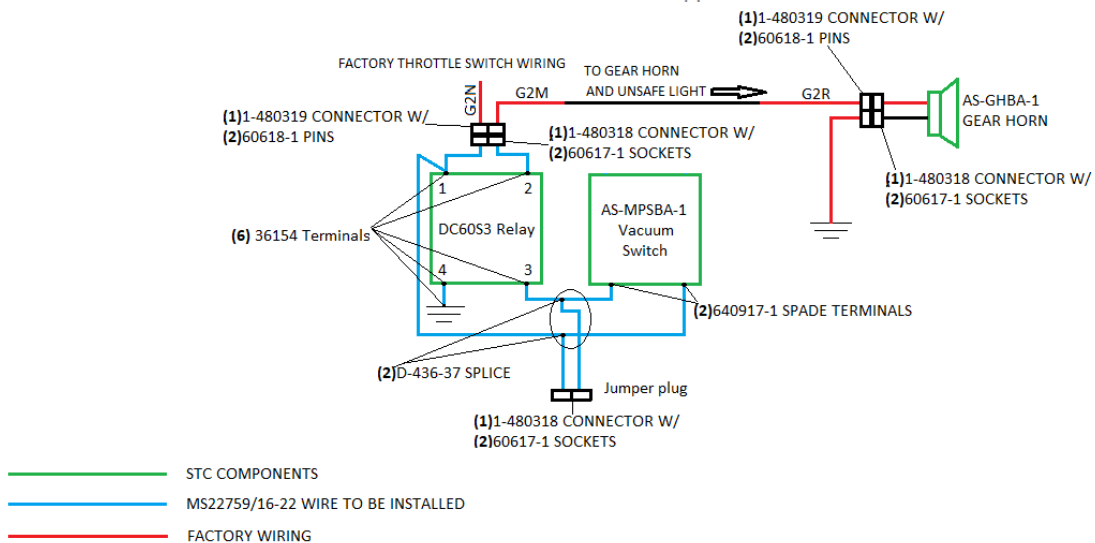 (1)1-480319 CONNECTOR W/
(2)60618-1 PINS
FACTORY THROTTLE SWITCH WIRING
TO GEAR HORN
AND UNSAFE LIGHT
G2N
G2M
G2R
AS-GHBA-1
GEAR HORN
(1)1-480319 CONNECTOR W/
(2)60618-1 PINS
(1)1-480318 CONNECTOR W/
(2)60617-1 SOCKETS
(1)1-480318 CONNECTOR W/
(2)60617-1 SOCKETS
1
2
DC60S3 Relay
4
3
AS-MPSBA-1
Vacuum
Switch
(6) 36154 Terminals
(2)640917-1 SPADE TERMINALS
(2)D-436-37 SPLICE
Jumper plug
(1)1-480318 CONNECTOR W/
(2)60617-1 SOCKETS
STC COMPONENTS
MS22759/16-22 WIRE TO BE INSTALLED
FACTORY WIRING